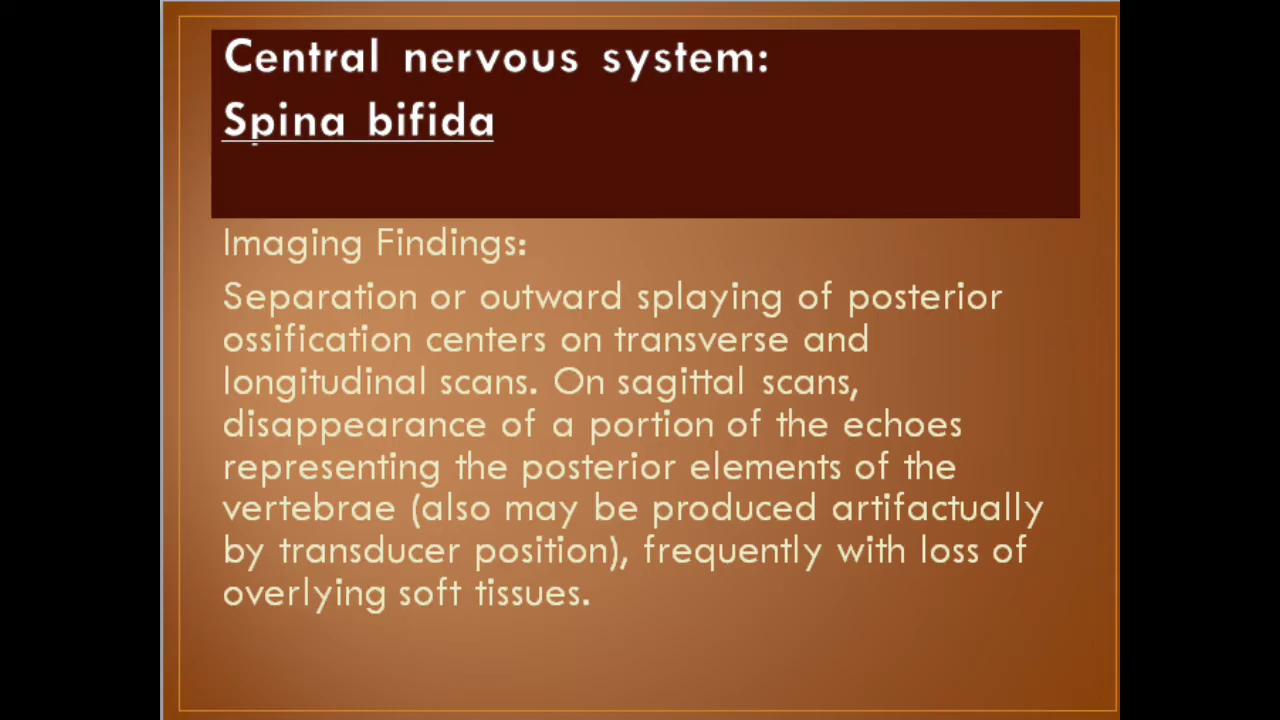 Central nervous system:
Spina bifida
Imaging Findings:
Separation or outward splaying of posterior
ossification centers on transverse and
longitudinal scans. On sagittal scans,
disappearance of a portion of the echoes
representing the posterior elements of the
vertebrae (also may be produced artifactually
by transducer position), frequently with loss of
overlying soft tissues.